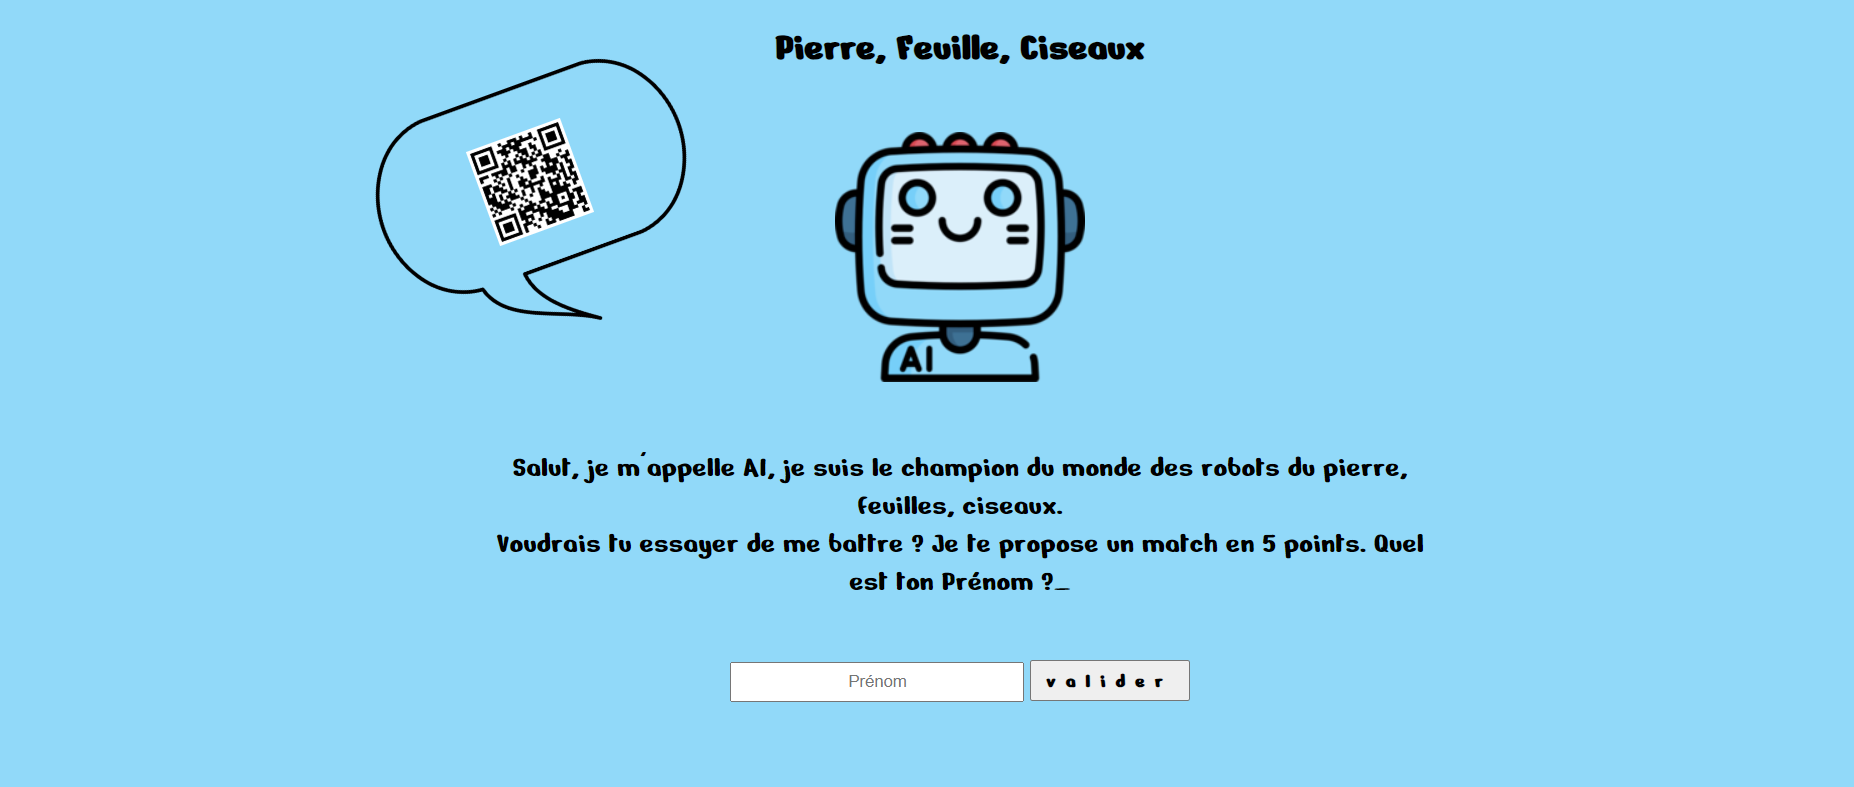 Pierre, Feuille, Ciseaux
AI
Salut, je m'appelle AI, je suis le champion du monde des robots du pierre,
feuilles, ciseaux.
Voudrais tu essayer de me battre ? Je te propose un match en 5 points. Quel
est ton Prénom ?_
Prénom
valider